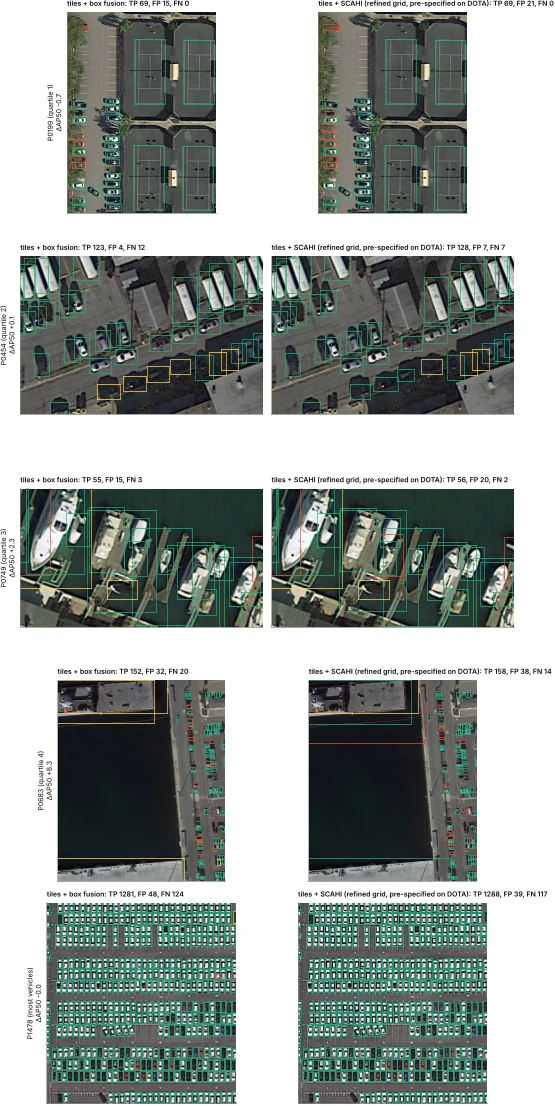 tiles + box fusion: TP 69, FP 15, FN 0
tiles + SCAHI (refined grid, pre-specified on DOTA): TP 69, FP 21, FN 0
P0199 (quartile 1)
ΔAP50 -0.7
tiles + box fusion: TP 123, FP 4, FN 12
tiles + SCAHI (refined grid, pre-specified on DOTA): TP 128, FP 7, FN 7
P0454 (quartile 2)
ΔAP50 +0.1
tiles + box fusion: TP 55, FP 15, FN 3
tiles + SCAHI (refined grid, pre-specified on DOTA): TP 56, FP 20, FN 2
P0749 (quartile 3)
ΔAP50 +2.3
tiles + box fusion: TP 152, FP 32, FN 20
tiles + SCAHI (refined grid, pre-specified on DOTA): TP 158, FP 38, FN 14
P0683 (quartile 4)
ΔAP50 +8.3
tiles + box fusion: TP 1281, FP 48, FN 124
tiles + SCAHI (refined grid, pre-specified on DOTA): TP 1288, FP 39, FN 117
P1478 (most vehicles)
ΔAP50 -0.0